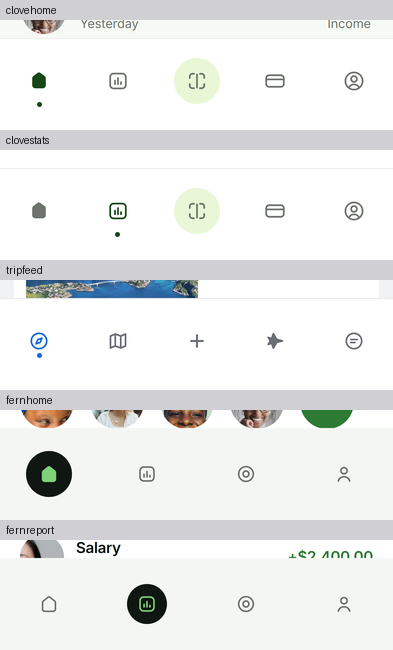 clovehome
Yesterday Income
clovestats
tripfeed
fernhome
fernreport
Salary
+$2,400.00